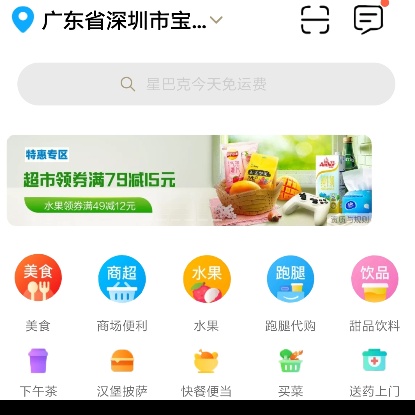 广东省深圳市宝...
星巴克今天免运费
特惠专区
超市领券满79减15元
水果领券满49减12元
资质与规则
美食 商超 水果 跑腿 饮品
美食 商场便利 水果 跑腿代购 甜品饮料
下午茶 汉堡披萨 快餐便当 买菜 送药上门